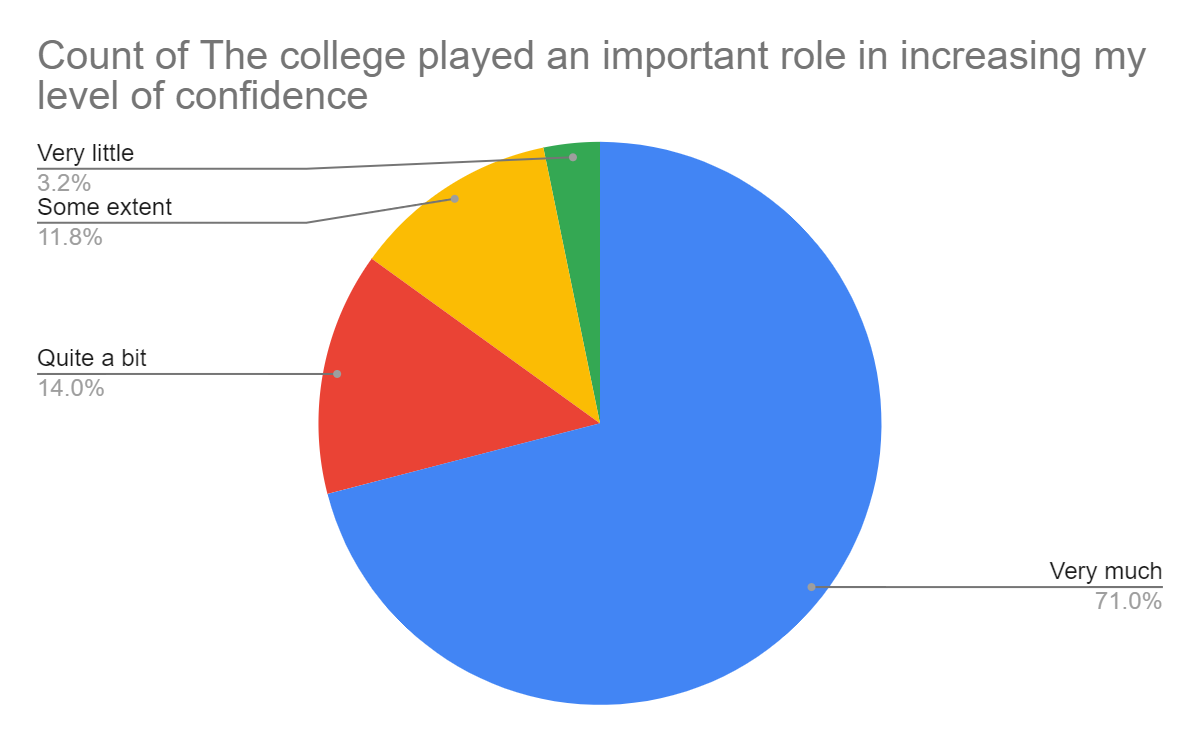 Count of The college played an important role in increasing my
level of confidence
Very little
3.2%
Some extent
11.8%
Quite a bit
14.0%
Very much
71.0%